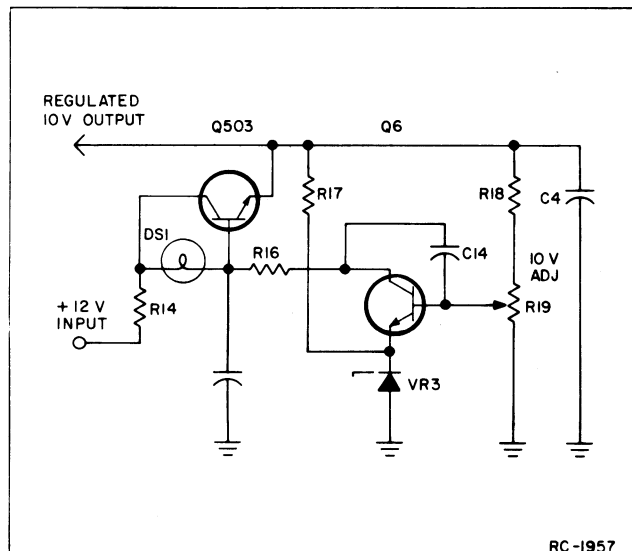 REGULATED
10V OUTPUT
Q503
Q6
R17
R18
C4
DS1
R16
C14
10 V
ADJ
R19
+12 V
INPUT
R14
VR3
RC-1957